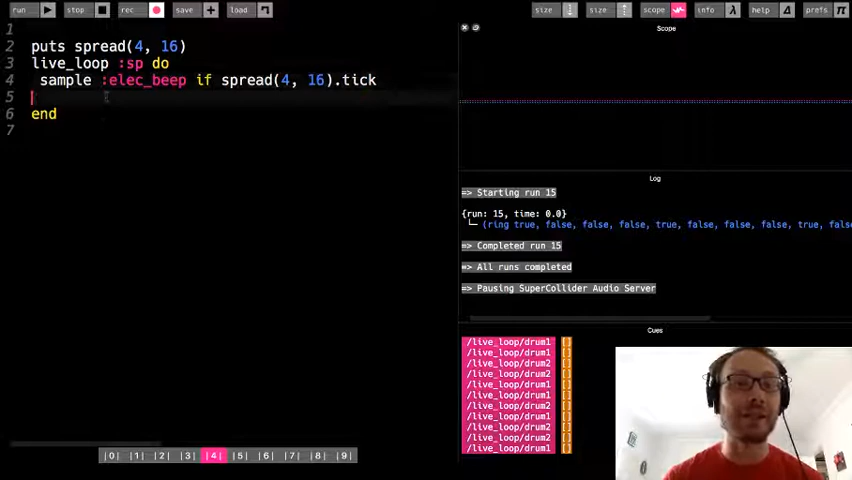 run ▶ stop ■ rec ● save + load size ↓ size ↑ scope info λ help prefs π
1
2 puts spread(4, 16)
3 live_loop :sp do
4 sample :elec_beep if spread(4, 16).tick
5
6 end
7
Scope
Log
=> Starting run 15
{run: 15, time: 0.0}
(ring true, false, false, false, true, false, false, false, true, false, false, false
=> Completed run 15
=> All runs completed
=> Pausing SuperCollider Audio Server
Cues
/live_loop/drum1 []
/live_loop/drum1 []
/live_loop/drum2 []
/live_loop/drum2 []
/live_loop/drum1 []
/live_loop/drum1 []
/live_loop/drum2 []
/live_loop/drum1 []
/live_loop/drum2 []
/live_loop/drum1 []
/live_loop/drum1 []
|0| |1| |2| |3| |4| |5| |6| |7| |8| |9|